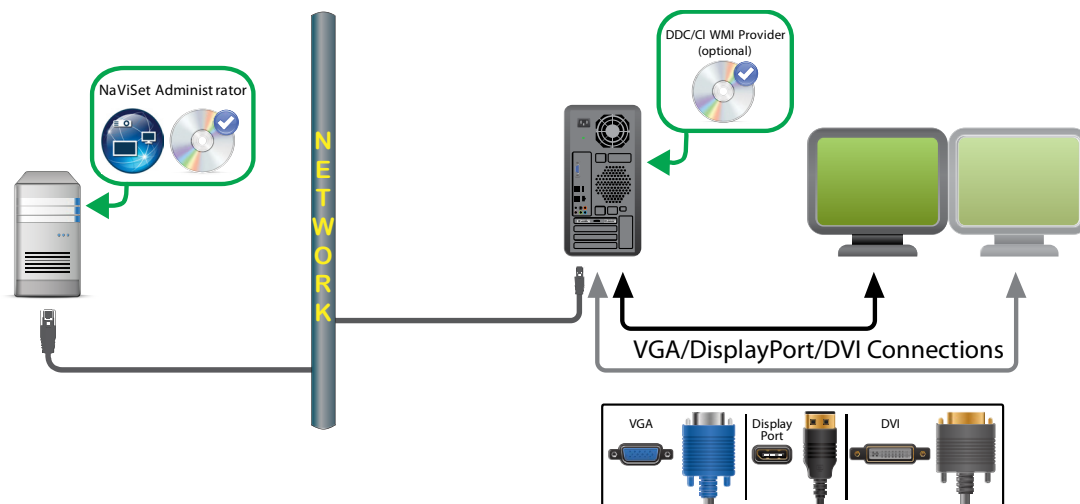 NaViSet Administrator
NETWORK
DDC/CI WMI Provider
(optional)
VGA/DisplayPort/DVI Connections
VGA
Display
Port
DVI